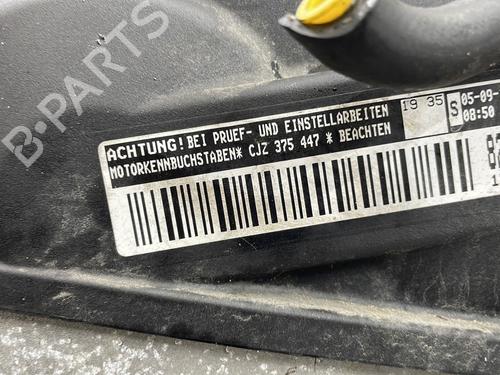 B-PARTS
ACHTUNG! BEI PRUEF- UND EINSTELLARBEITEN
MOTORKENNBUCHSTABEN* CJZ 375 447 * BEACHTEN
19 35
S
05-09-
08:50